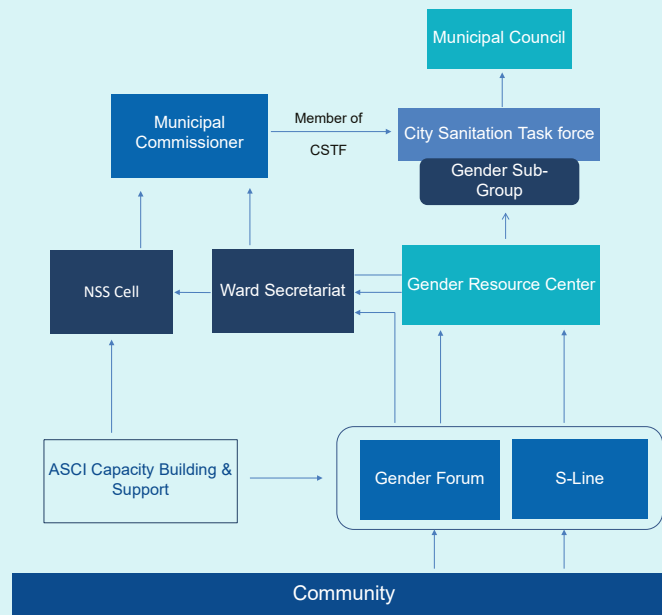 Municipal Council
Municipal
Commissioner
Member of
CSTF
City Sanitation Task force
Gender Sub-
Group
NSS Cell
Ward Secretariat
Gender Resource Center
ASCI Capacity Building &
Support
Gender Forum
S-Line
Community